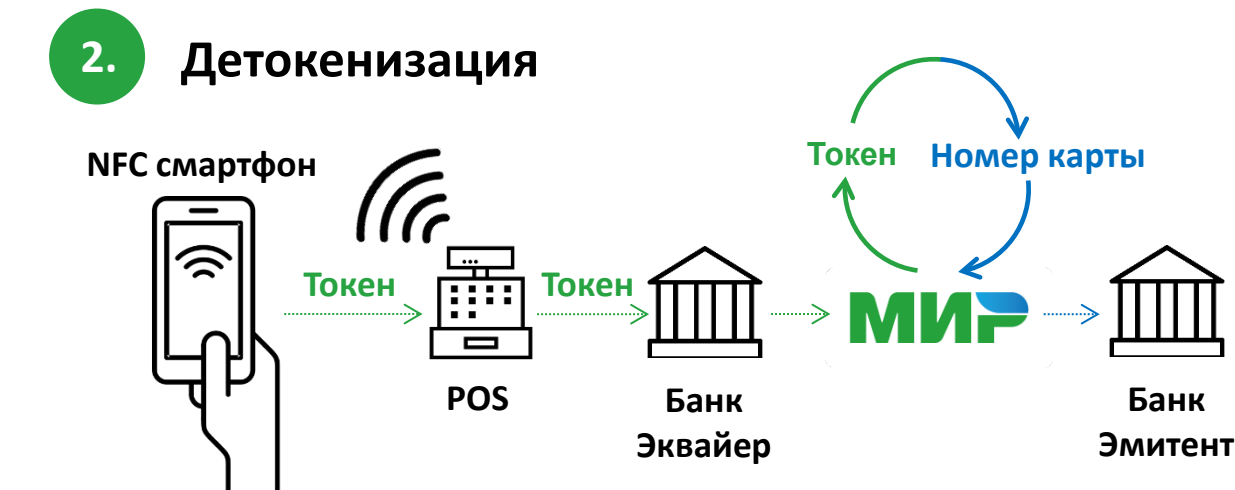 2. Детокенизация
Токен Номер карты
NFC смартфон
Токен
Токен
МИР
POS
Банк
Эквайер
Банк
Эмитент